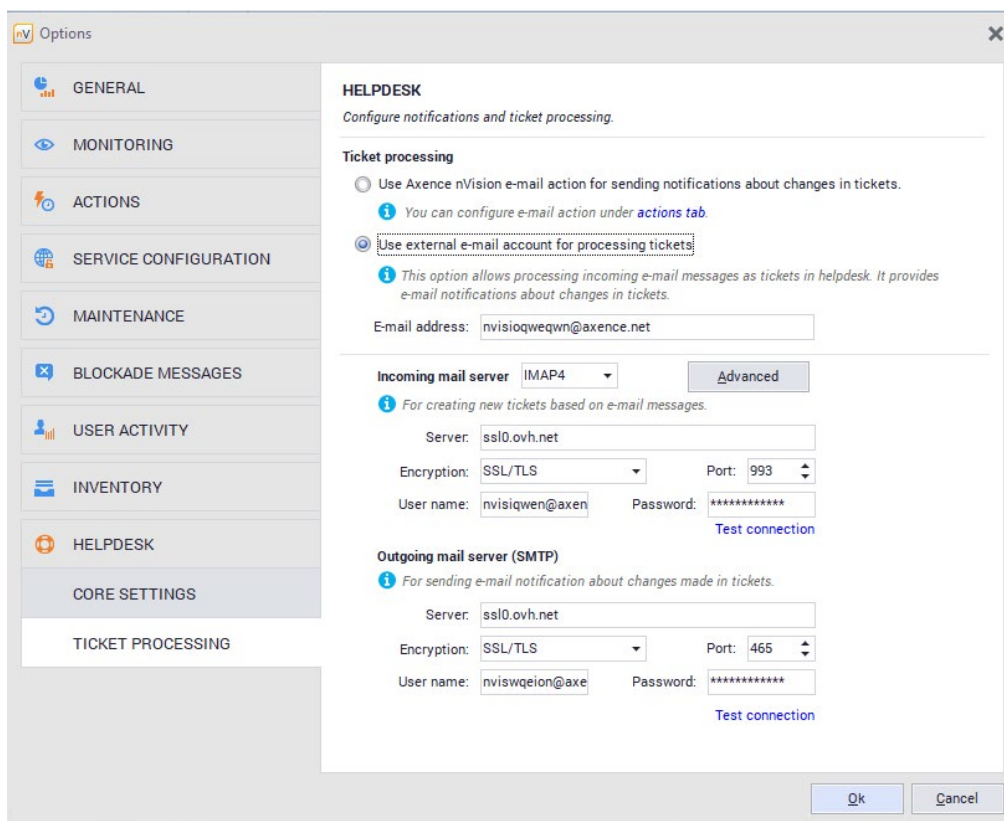 nV Options
GENERAL
MONITORING
ACTIONS
SERVICE CONFIGURATION
MAINTENANCE
BLOCKADE MESSAGES
USER ACTIVITY
INVENTORY
HELPDESK
CORE SETTINGS
TICKET PROCESSING
HELPDESK
Configure notifications and ticket processing.
Ticket processing
Use Axence nVision e-mail action for sending notifications about changes in tickets.
You can configure e-mail action under actions tab.
Use external e-mail account for processing tickets
This option allows processing incoming e-mail messages as tickets in helpdesk. It provides
e-mail notifications about changes in tickets.
E-mail address: nvisioqweqwn@axence.net
Incoming mail server IMAP4 Advanced
For creating new tickets based on e-mail messages.
Server: ssl0.ovh.net
Encryption: SSL/TLS Port: 993
User name: nvisiqwen@axen Password: ************
Test connection
Outgoing mail server (SMTP)
For sending e-mail notification about changes made in tickets.
Server: ssl0.ovh.net
Encryption: SSL/TLS Port: 465
User name: nviswqeion@axe Password: ************
Test connection
Ok Cancel